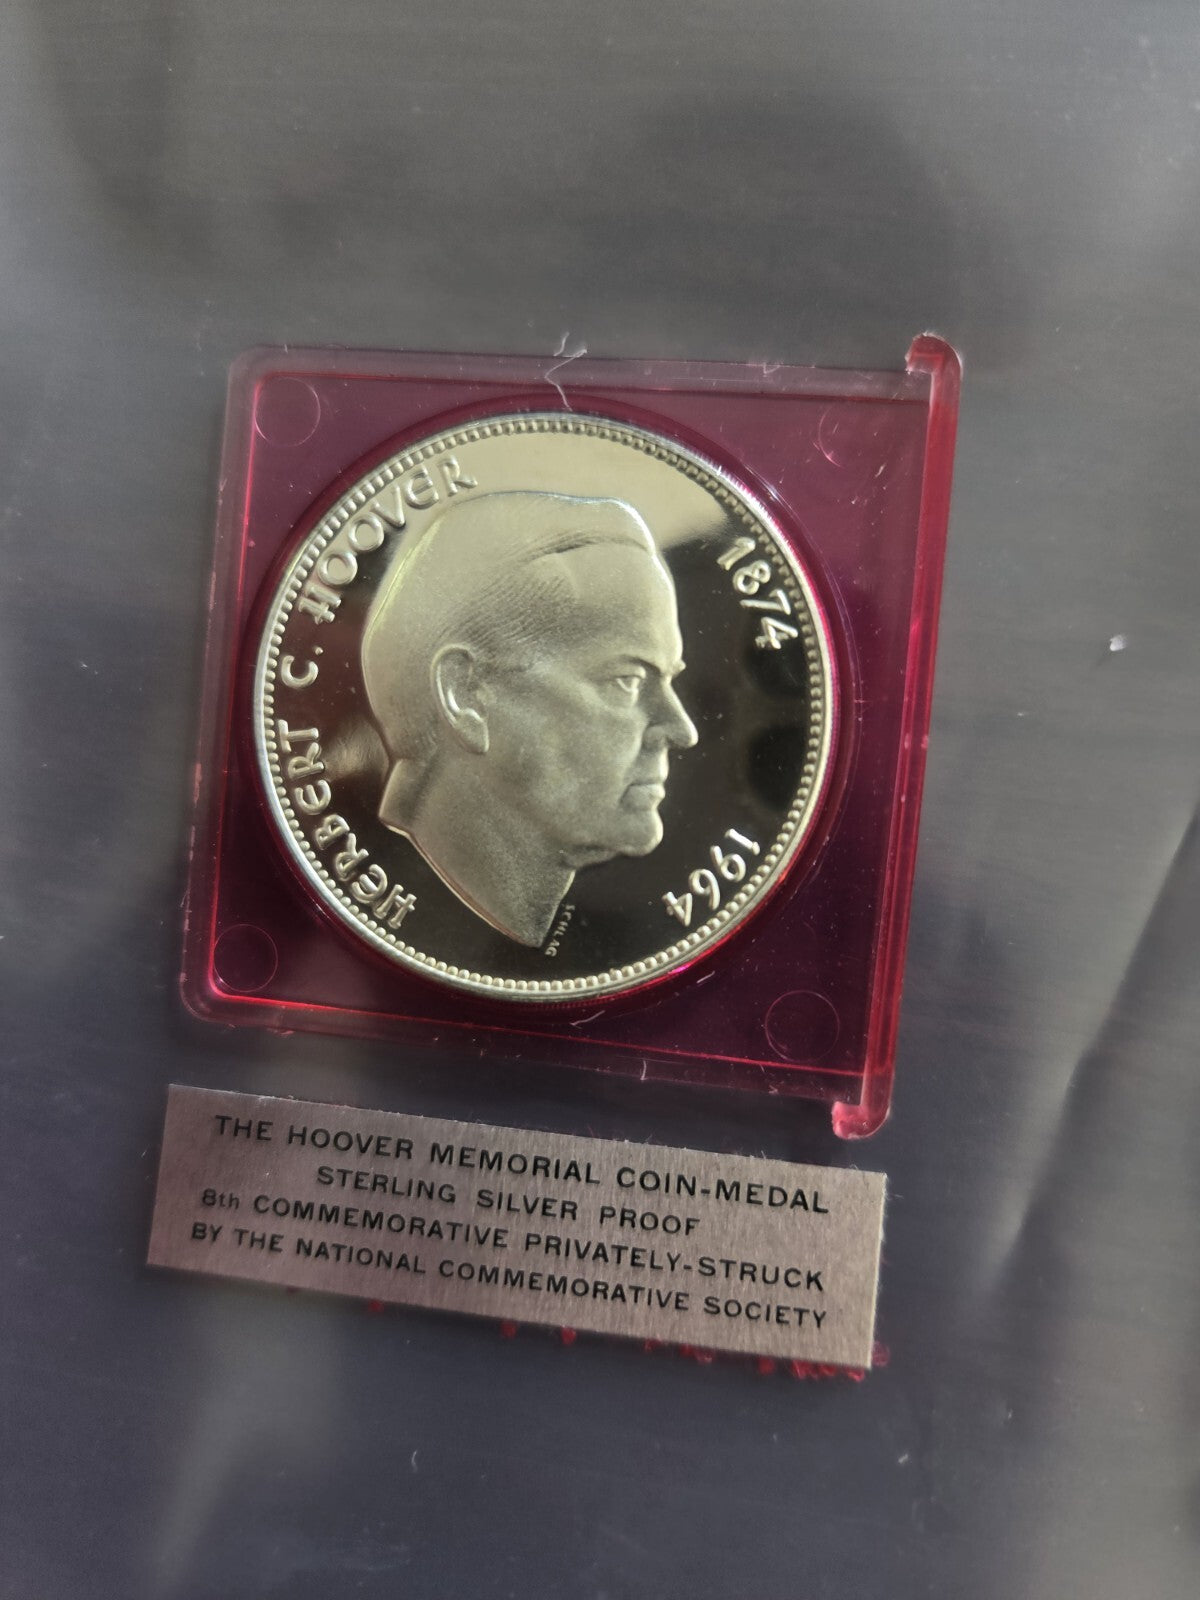 HERBERT C. HOOVER
1874
1964
SCHLAG
THE HOOVER MEMORIAL COIN-MEDAL
STERLING SILVER PROOF
8th COMMEMORATIVE PRIVATELY-STRUCK
BY THE NATIONAL COMMEMORATIVE SOCIETY